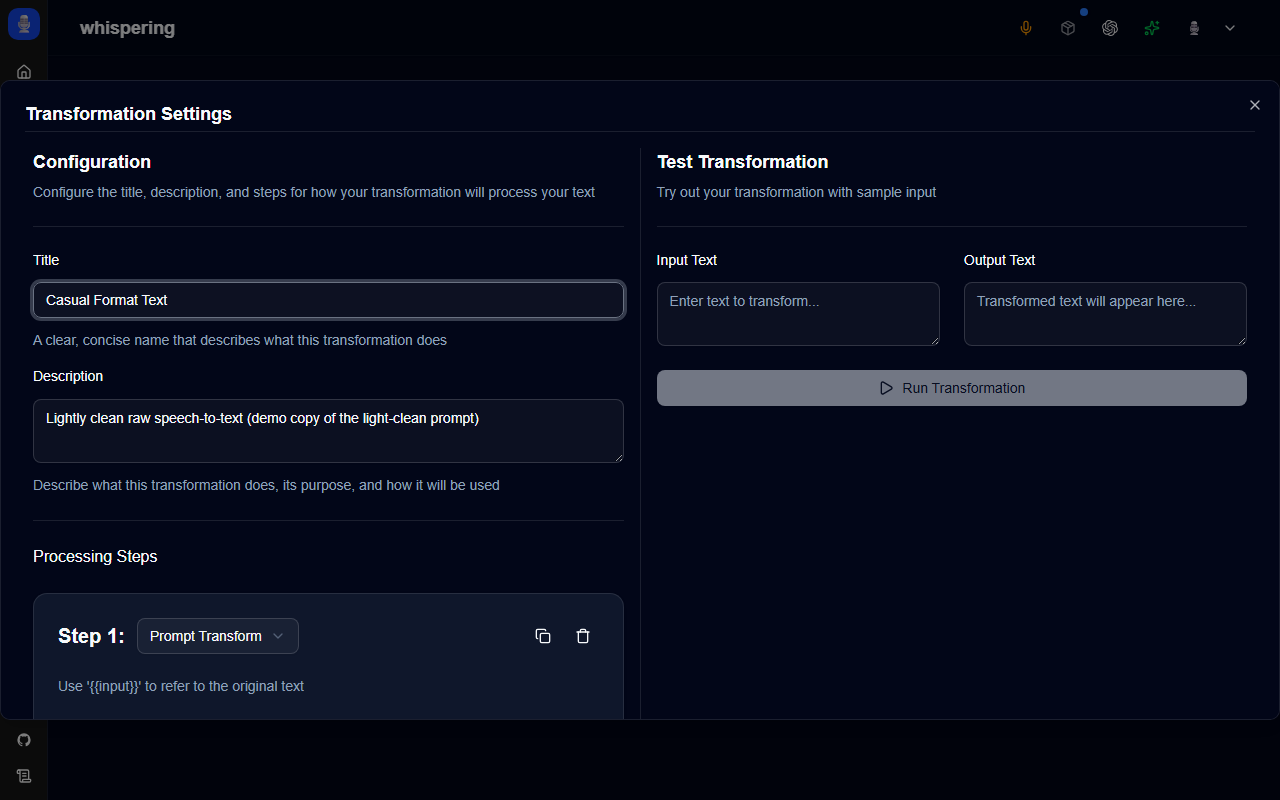 whispering
Transformation Settings
Configuration
Configure the title, description, and steps for how your transformation will process your text
Title
Casual Format Text
A clear, concise name that describes what this transformation does
Description
Lightly clean raw speech-to-text (demo copy of the light-clean prompt)
Describe what this transformation does, its purpose, and how it will be used
Processing Steps
Step 1: Prompt Transform
Use '{{input}}' to refer to the original text
Test Transformation
Try out your transformation with sample input
Input Text
Enter text to transform...
Output Text
Transformed text will appear here...
Run Transformation